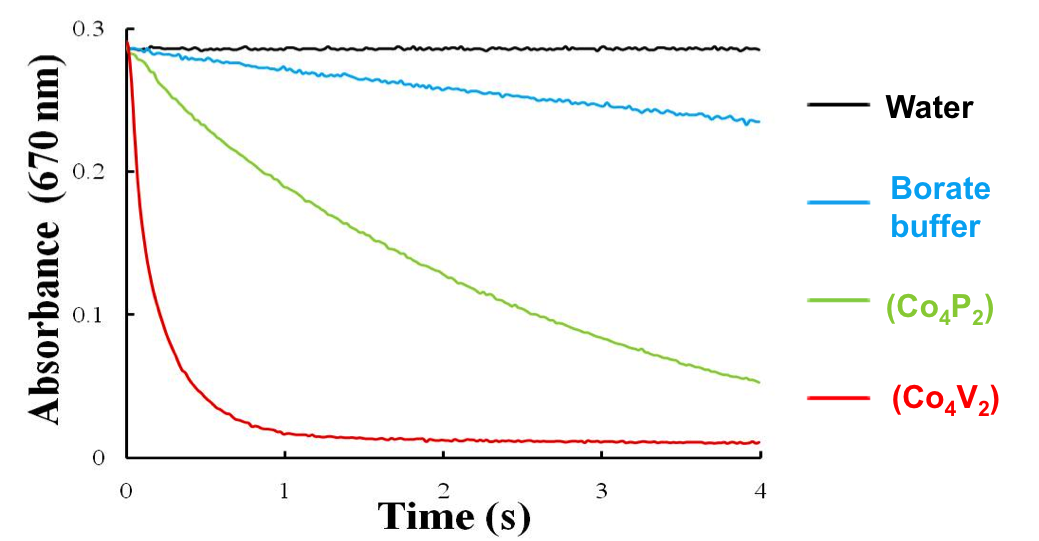 Absorbance (670 nm)
0.3
0.2
0.1
0
0 1 2 3 4
Time (s)
Water
Borate
buffer
(Co₄P₂)
(Co₄V₂)